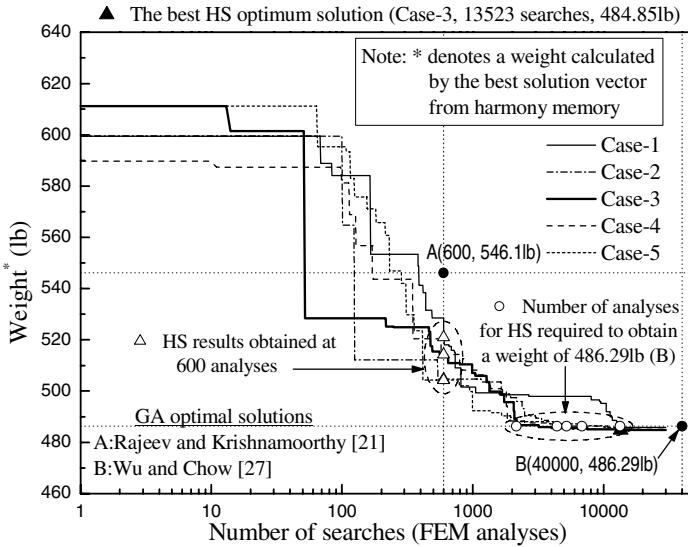 ▲ The best HS optimum solution (Case-3, 13523 searches, 484.85lb)
Note: * denotes a weight calculated
by the best solution vector
from harmony memory
Case-1
Case-2
Case-3
Case-4
Case-5
A(600, 546.1lb)
○ Number of analyses
for HS required to obtain
a weight of 486.29lb (B)
△ HS results obtained at
600 analyses
GA optimal solutions
A:Rajeev and Krishnamoorthy [21]
B:Wu and Chow [27]
B(40000, 486.29lb)
Weight* (lb)
660
640
620
600
580
560
540
520
500
480
460
1
10
100
1000
10000
Number of searches (FEM analyses)